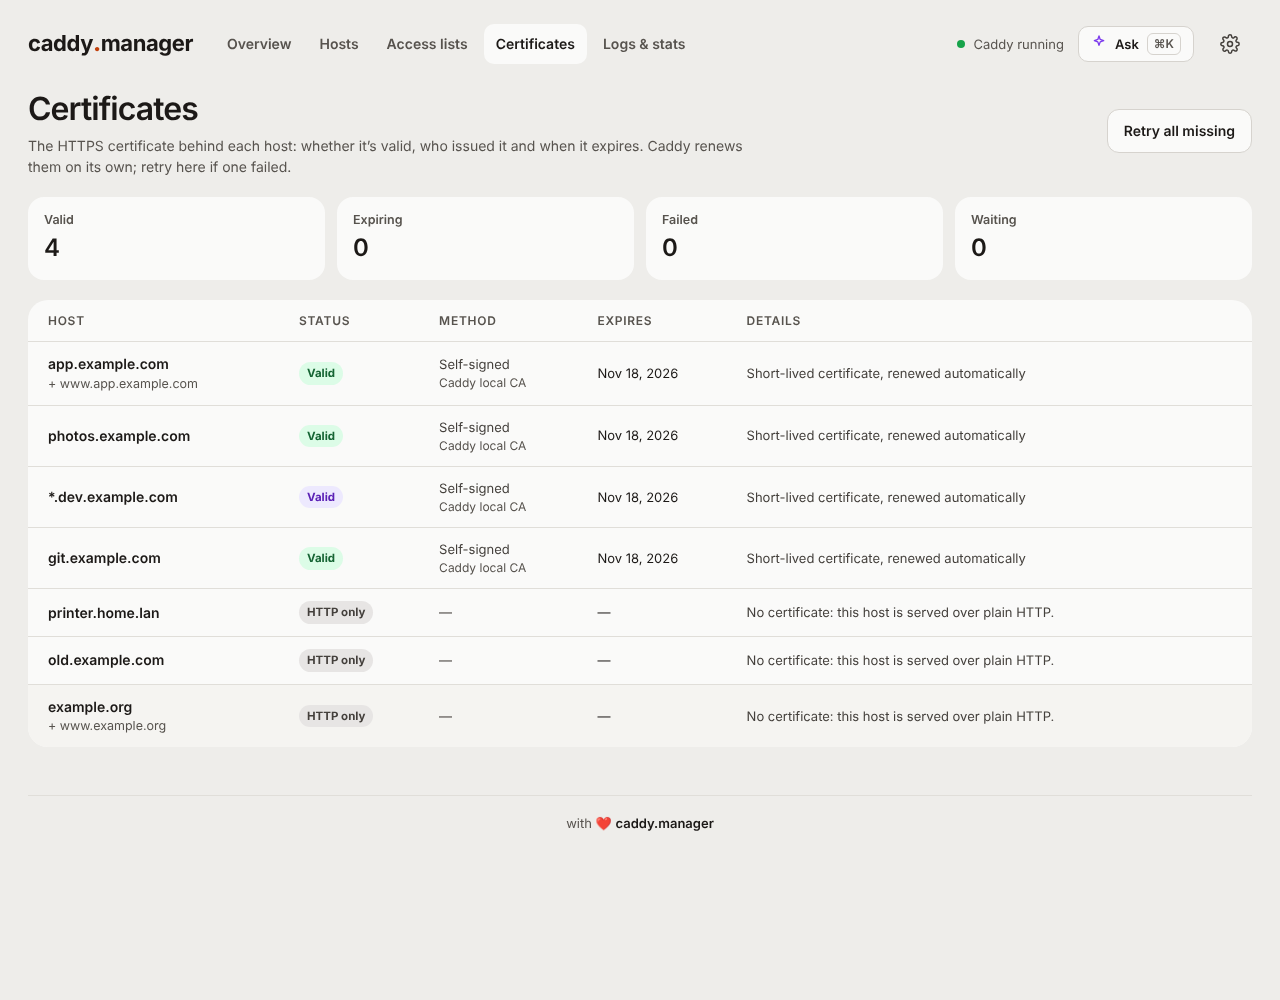 caddy.manager
Overview
Hosts
Access lists
Certificates
Logs & stats
Caddy running
Ask
⌘K
Certificates
The HTTPS certificate behind each host: whether it’s valid, who issued it and when it expires. Caddy renews
them on its own; retry here if one failed.
Retry all missing
Valid
4
Expiring
0
Failed
0
Waiting
0
HOST STATUS METHOD EXPIRES DETAILS
app.example.com
+ www.app.example.com
Valid
Self-signed
Caddy local CA
Nov 18, 2026
Short-lived certificate, renewed automatically
photos.example.com
Valid
Self-signed
Caddy local CA
Nov 18, 2026
Short-lived certificate, renewed automatically
*.dev.example.com
Valid
Self-signed
Caddy local CA
Nov 18, 2026
Short-lived certificate, renewed automatically
git.example.com
Valid
Self-signed
Caddy local CA
Nov 18, 2026
Short-lived certificate, renewed automatically
printer.home.lan
HTTP only
—
—
No certificate: this host is served over plain HTTP.
old.example.com
HTTP only
—
—
No certificate: this host is served over plain HTTP.
example.org
+ www.example.org
HTTP only
—
—
No certificate: this host is served over plain HTTP.
with ❤️ caddy.manager